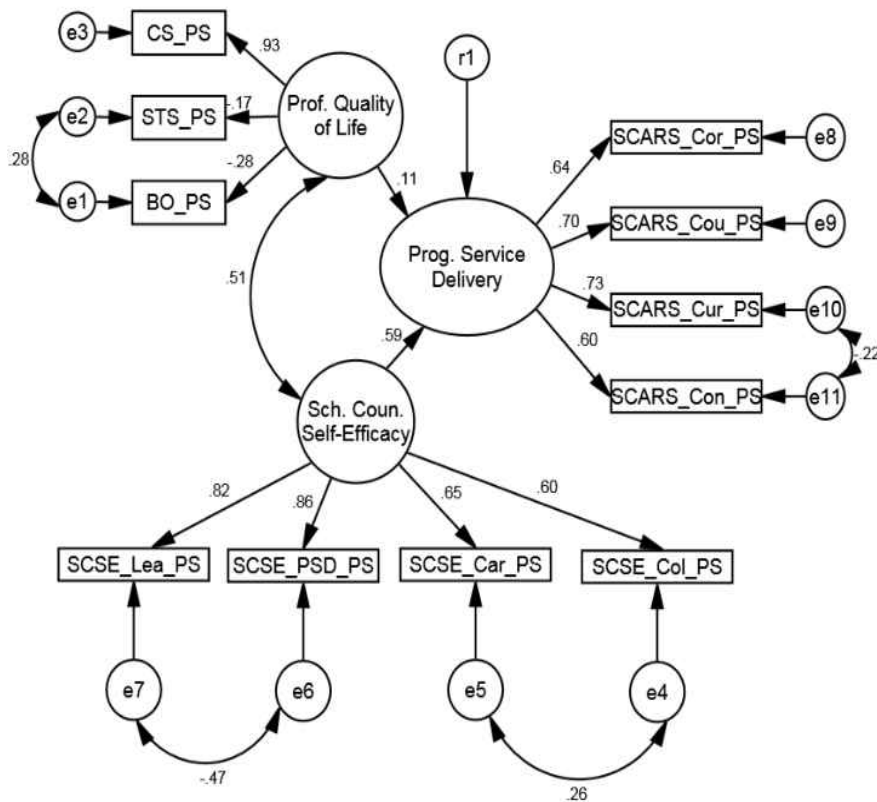 e3
CS_PS
.93
r1
e2
STS_PS
-.17
Prof. Quality
of Life
SCARS_Cor_PS
e8
.28
-.28
.11
.64
e1
BO_PS
SCARS_Cou_PS
e9
.70
.51
Prog. Service
Delivery
.73
SCARS_Cur_PS
e10
.59
.60
-.22
Sch. Coun.
Self-Efficacy
SCARS_Con_PS
e11
.82
.86
.65
.60
SCSE_Lea_PS
SCSE_PSD_PS
SCSE_Car_PS
SCSE_Col_PS
e7
e6
e5
e4
-.47
.26